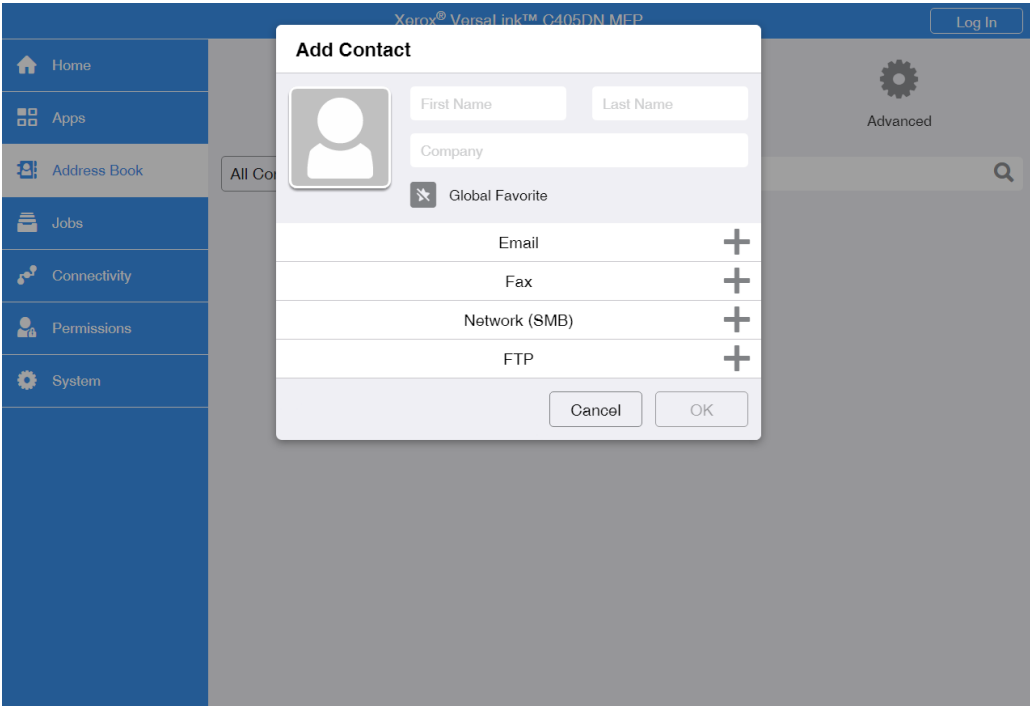 Xerox® VersaLink™ C405DN MFP
Log In
Add Contact
Home
Apps
Address Book
Jobs
Connectivity
Permissions
System
First Name
Last Name
Company
Global Favorite
Advanced
All Con
Email
Fax
Network (SMB)
FTP
Cancel
OK